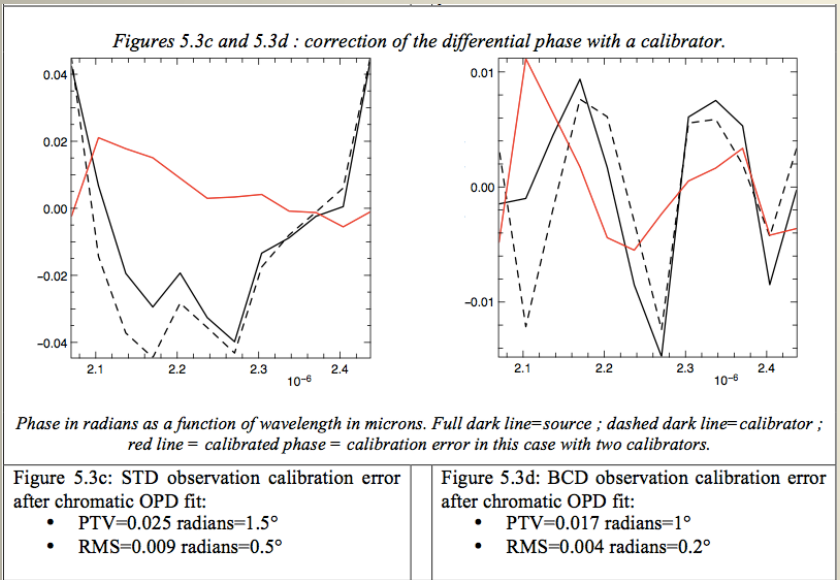 Figures 5.3c and 5.3d : correction of the differential phase with a calibrator.
0.04
0.02
0.00
−0.02
−0.04
2.1 2.2 2.3 2.4
10⁻⁶
0.01
0.00
−0.01
2.1 2.2 2.3 2.4
10⁻⁶
Phase in radians as a function of wavelength in microns. Full dark line=source ; dashed dark line=calibrator ;
red line = calibrated phase = calibration error in this case with two calibrators.
Figure 5.3c: STD observation calibration error
after chromatic OPD fit:
• PTV=0.025 radians=1.5°
• RMS=0.009 radians=0.5°
Figure 5.3d: BCD observation calibration error
after chromatic OPD fit:
• PTV=0.017 radians=1°
• RMS=0.004 radians=0.2°